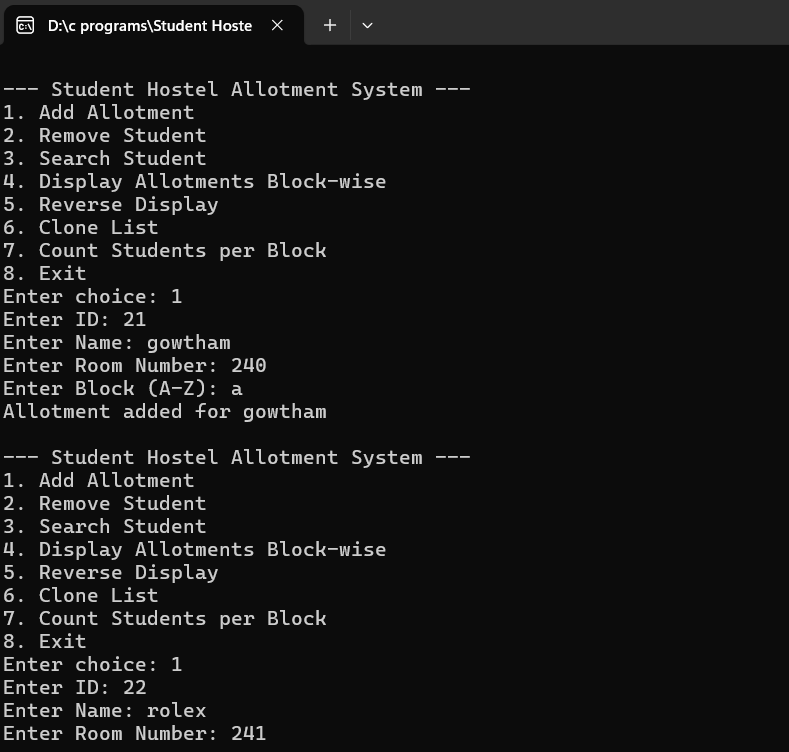 D:\c programs\Student Hoste
--- Student Hostel Allotment System ---
1. Add Allotment
2. Remove Student
3. Search Student
4. Display Allotments Block-wise
5. Reverse Display
6. Clone List
7. Count Students per Block
8. Exit
Enter choice: 1
Enter ID: 21
Enter Name: gowtham
Enter Room Number: 240
Enter Block (A-Z): a
Allotment added for gowtham
--- Student Hostel Allotment System ---
1. Add Allotment
2. Remove Student
3. Search Student
4. Display Allotments Block-wise
5. Reverse Display
6. Clone List
7. Count Students per Block
8. Exit
Enter choice: 1
Enter ID: 22
Enter Name: rolex
Enter Room Number: 241